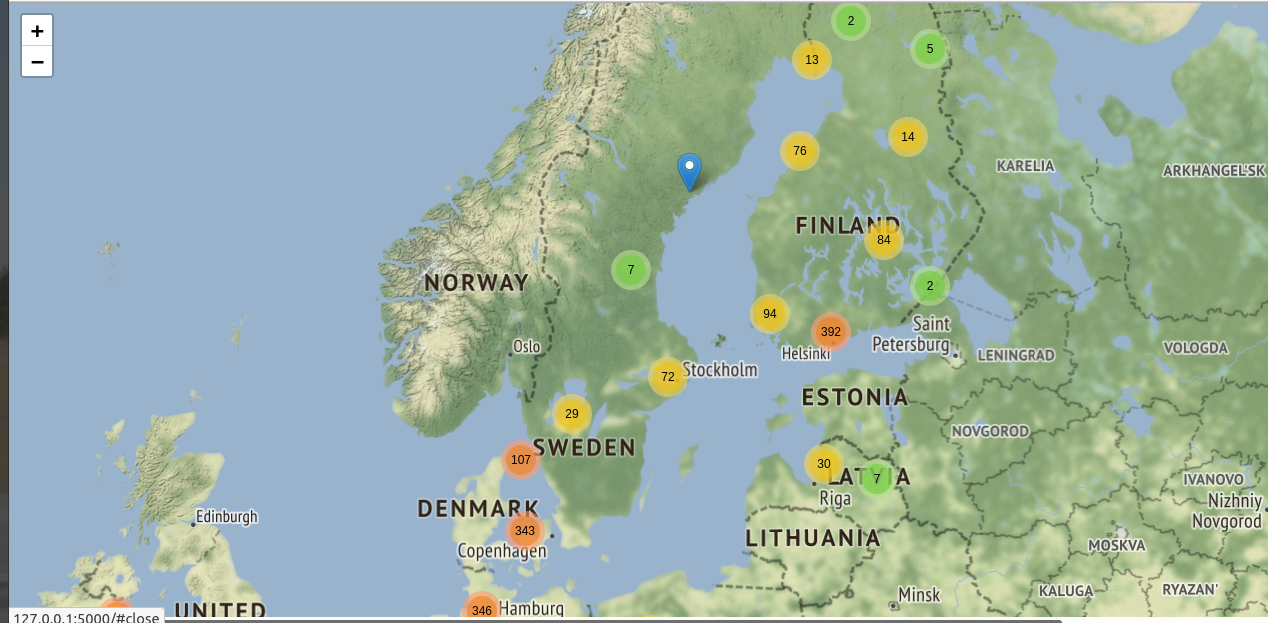 +
−
2
5
13
14
76
KARELIA
ARKHANGEL'SK
FINLAND
84
7
NORWAY
2
94
392
Saint
Petersburg
Helsinki
Oslo
LENINGRAD
VOLOGDA
72
Stockholm
ESTONIA
29
NOVGOROD
SWEDEN
107
30
7
Riga
IVANOVO
Nizhniy
Novgorod
DENMARK
Edinburgh
343
Copenhagen
LITHUANIA
MOSKVA
KALUGA
RYAZAN'
Minsk
346
Hamburg
UNITED
127.0.0.1:5000/#close